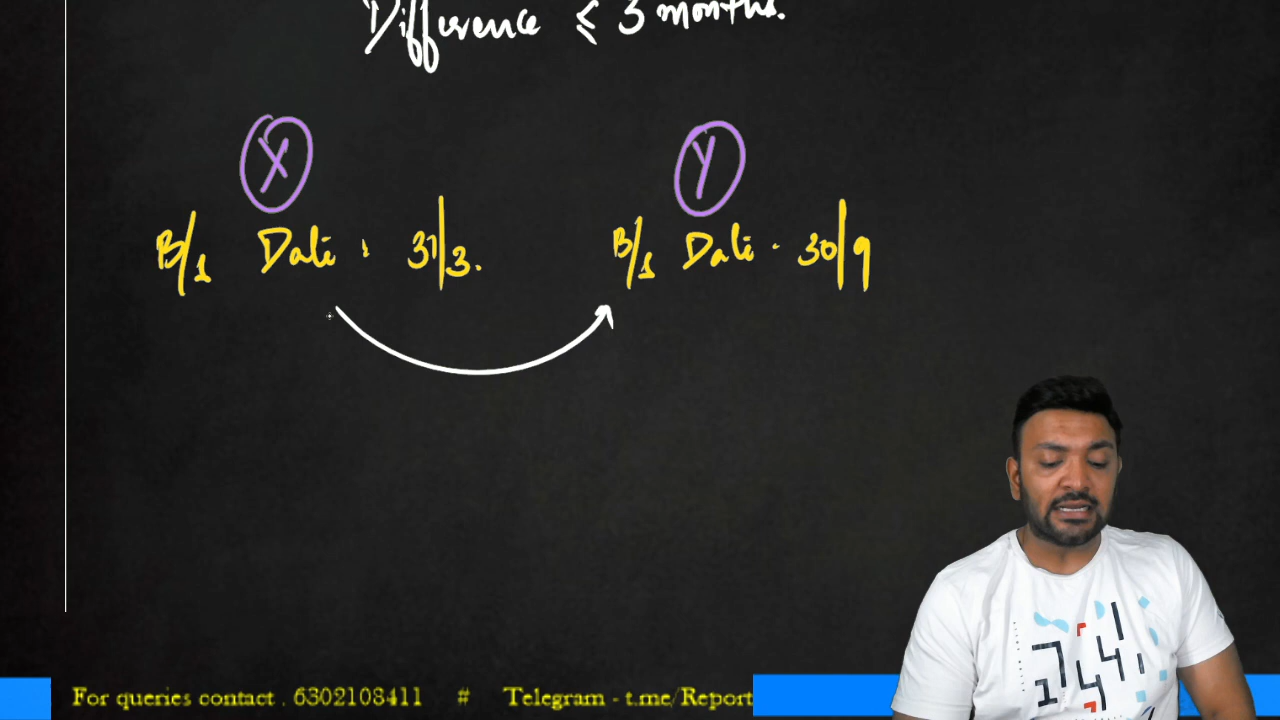 Difference ≤ 3 months.
X Y
B/s Date : 31/3. B/s Date - 30/9
For queries contact . 6302108411 # Telegram - t.me/Report